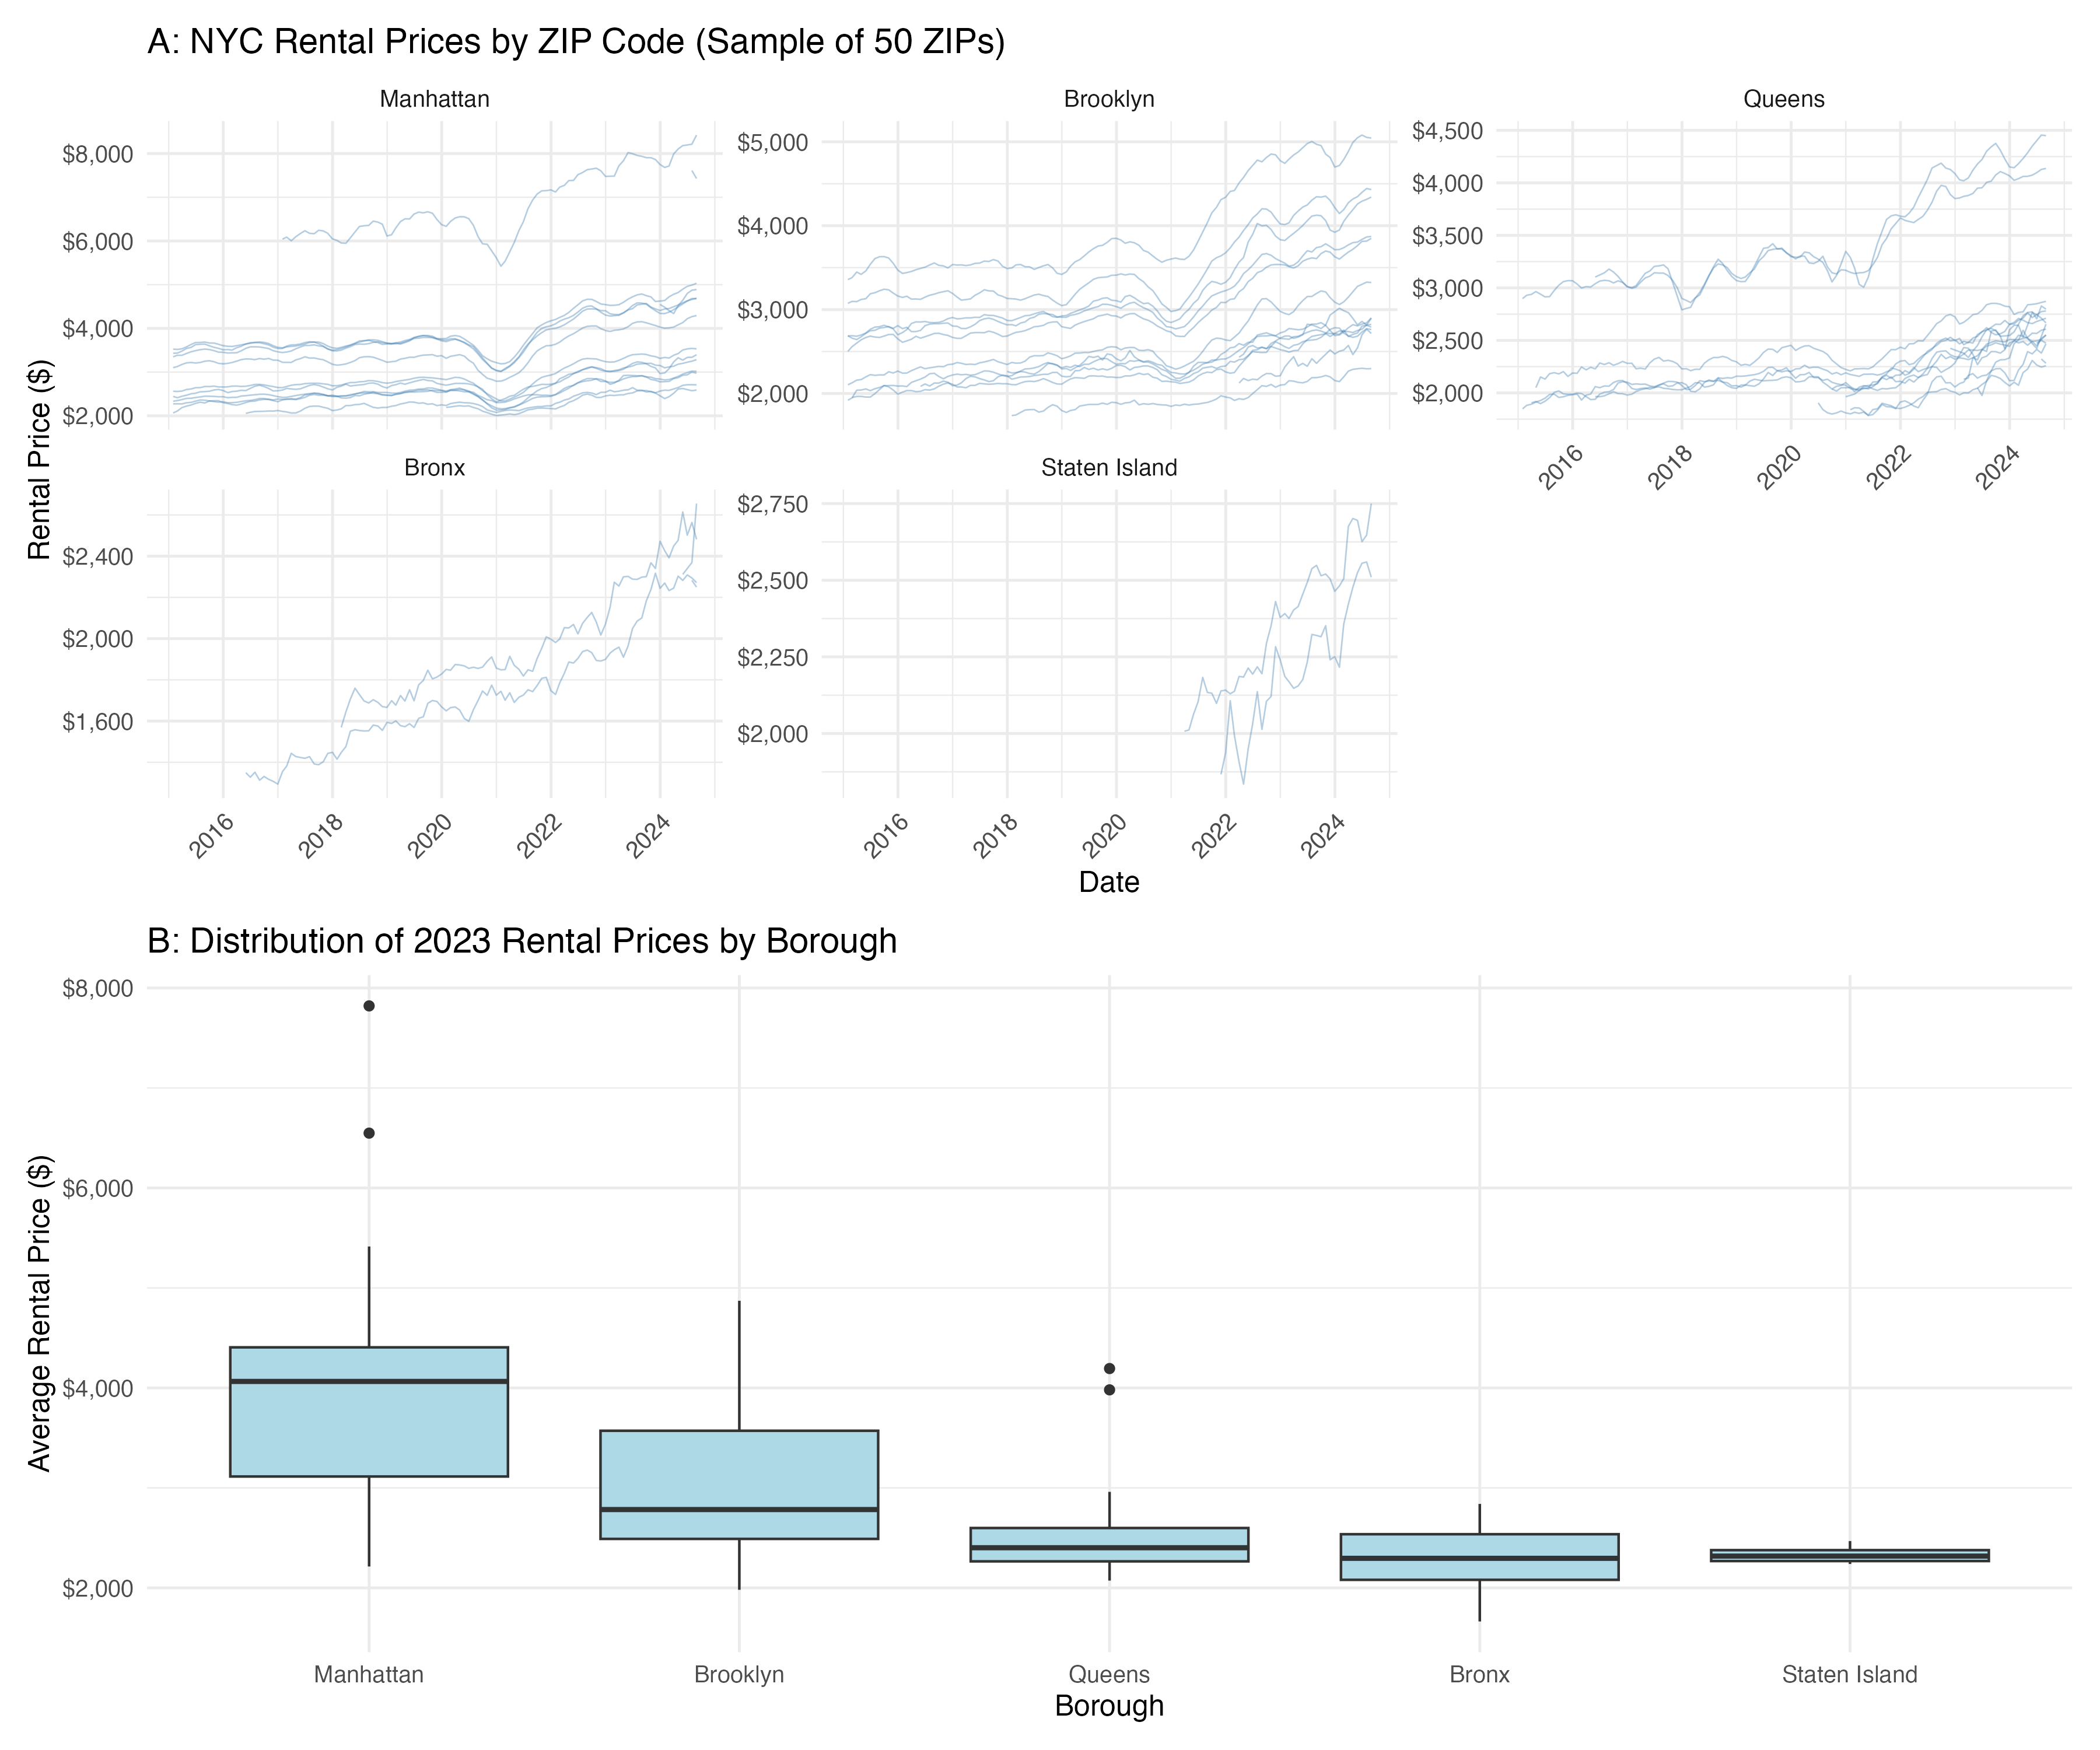 A: NYC Rental Prices by ZIP Code (Sample of 50 ZIPs)
Manhattan
Brooklyn
Queens
$8,000
$6,000
$4,000
$2,000
$5,000
$4,000
$3,000
$2,000
$4,500
$4,000
$3,500
$3,000
$2,500
$2,000
2016
2018
2020
2022
2024
Rental Price ($)
Bronx
Staten Island
$2,400
$2,000
$1,600
$2,750
$2,500
$2,250
$2,000
2016
2018
2020
2022
2024
2016
2018
2020
2022
2024
Date
B: Distribution of 2023 Rental Prices by Borough
Average Rental Price ($)
$8,000
$6,000
$4,000
$2,000
Manhattan
Brooklyn
Queens
Bronx
Staten Island
Borough